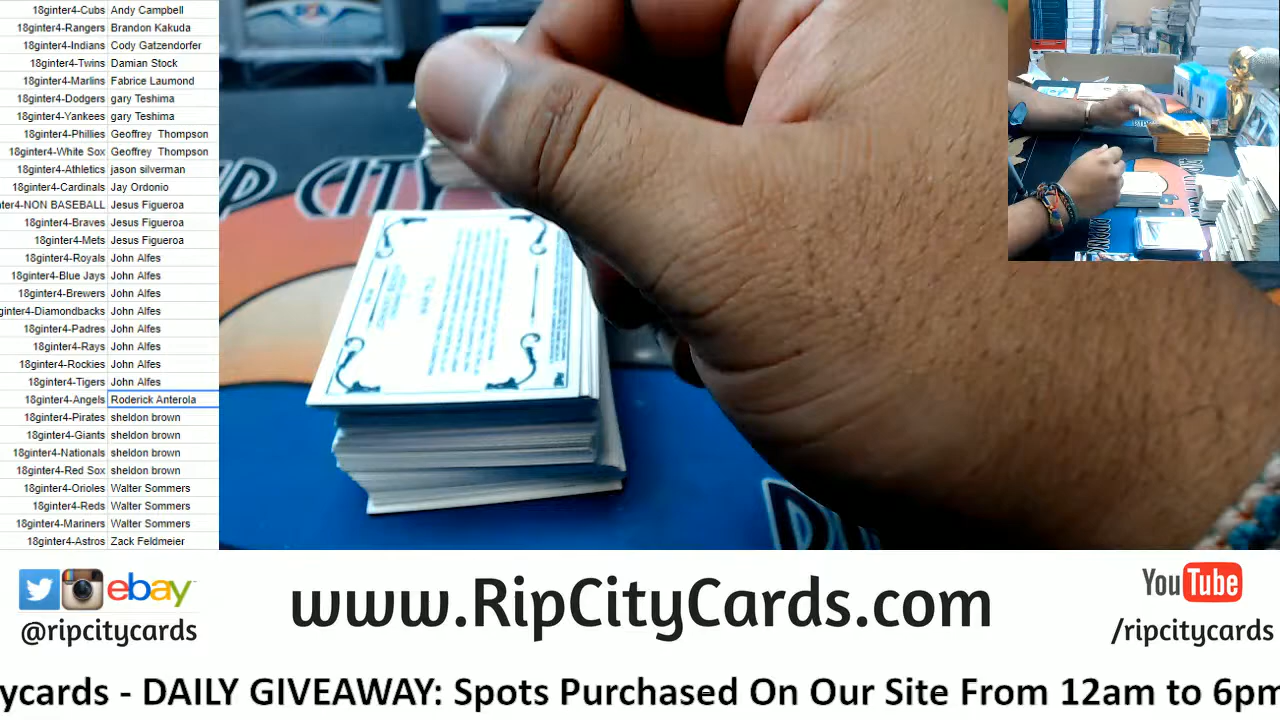 18ginter4-Cubs Andy Campbell
18ginter4-Rangers Brandon Kakuda
18ginter4-Indians Cody Gatzendorfer
18ginter4-Twins Damian Stock
18ginter4-Marlins Fabrice Laumond
18ginter4-Dodgers gary Teshima
18ginter4-Yankees gary Teshima
18ginter4-Phillies Geoffrey Thompson
18ginter4-White Sox Geoffrey Thompson
18ginter4-Athletics jason silverman
18ginter4-Cardinals Jay Ordonio
nter4-NON BASEBALL Jesus Figueroa
18ginter4-Braves Jesus Figueroa
18ginter4-Mets Jesus Figueroa
18ginter4-Royals John Alfes
18ginter4-Blue Jays John Alfes
18ginter4-Brewers John Alfes
ginter4-Diamondbacks John Alfes
18ginter4-Padres John Alfes
18ginter4-Rays John Alfes
18ginter4-Rockies John Alfes
18ginter4-Tigers John Alfes
18ginter4-Angels Roderick Anterola
18ginter4-Pirates sheldon brown
18ginter4-Giants sheldon brown
18ginter4-Nationals sheldon brown
18ginter4-Red Sox sheldon brown
18ginter4-Orioles Walter Sommers
18ginter4-Reds Walter Sommers
18ginter4-Mariners Walter Sommers
18ginter4-Astros Zack Feldmeier
RIP CITY
ebay
@ripcitycards
www.RipCityCards.com
YouTube
/ripcitycards
ycards - DAILY GIVEAWAY: Spots Purchased On Our Site From 12am to 6pm